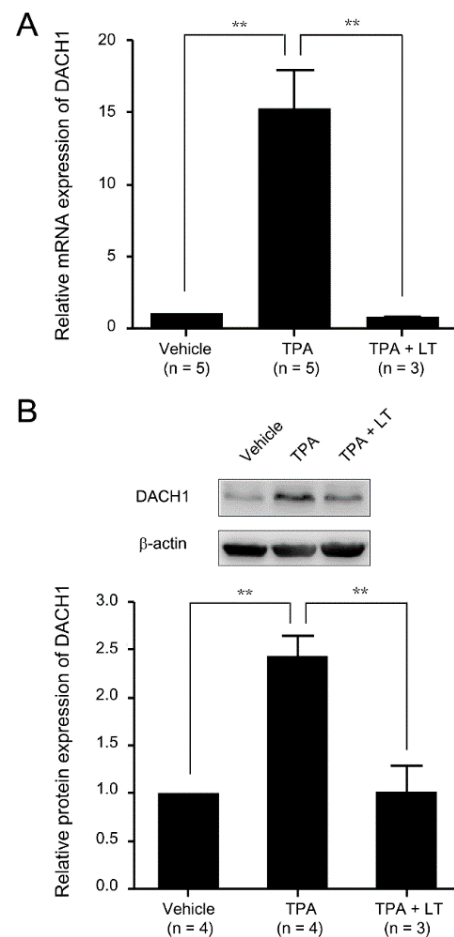 A
Relative mRNA expression of DACH1
20
15
10
5
0
**
**
Vehicle
(n = 5)
TPA
(n = 5)
TPA + LT
(n = 3)
B
Vehicle
TPA
TPA + LT
DACH1
β-actin
Relative protein expression of DACH1
3.0
2.5
2.0
1.0
1.0
0.5
0.0
**
**
Vehicle
(n = 4)
TPA
(n = 4)
TPA + LT
(n = 3)